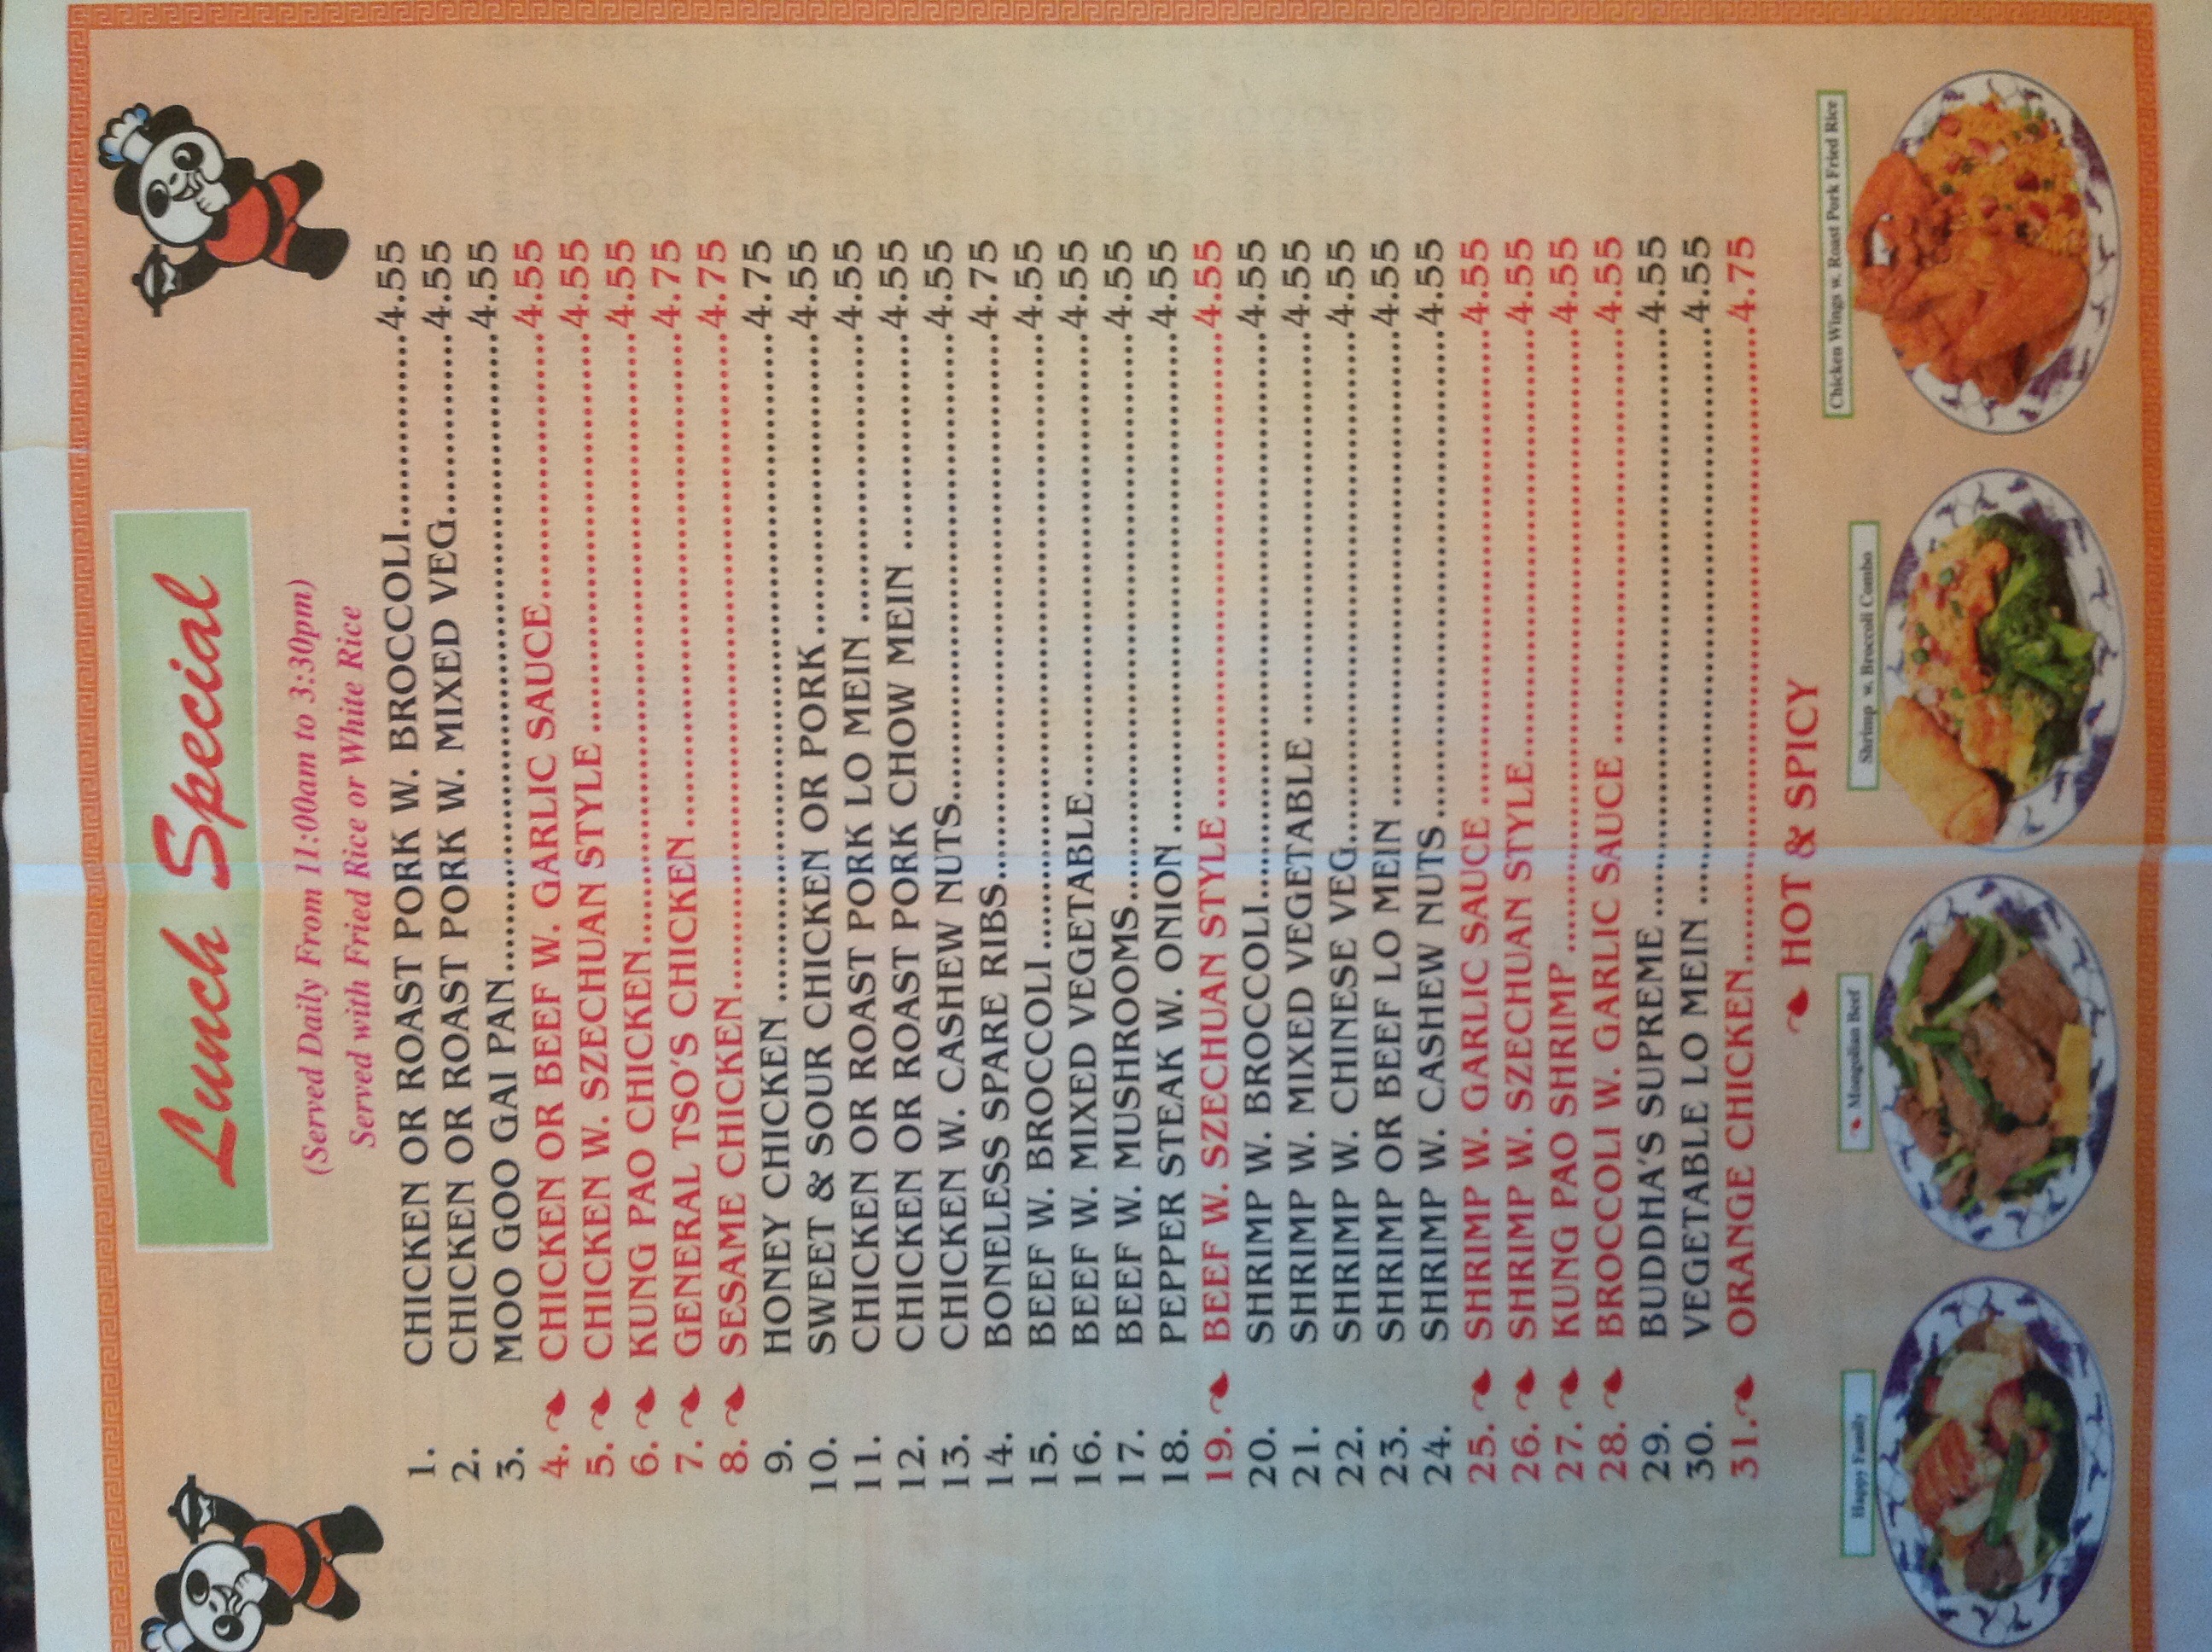 Lunch Special
(Served Daily From 11:00am to 3:30pm)
Served with Fried Rice or White Rice
1. CHICKEN OR ROAST PORK W. BROCCOLI 4.55
2. CHICKEN OR ROAST PORK W. MIXED VEG 4.55
3. MOO GOO GAI PAN 4.55
4. CHICKEN OR BEEF W. GARLIC SAUCE 4.55
5. CHICKEN W. SZECHUAN STYLE 4.55
6. KUNG PAO CHICKEN 4.55
7. GENERAL TSO'S CHICKEN 4.75
8. SESAME CHICKEN 4.75
9. HONEY CHICKEN 4.75
10. SWEET & SOUR CHICKEN OR PORK 4.55
11. CHICKEN OR ROAST PORK LO MEIN 4.55
12. CHICKEN OR ROAST PORK CHOW MEIN 4.55
13. CHICKEN W. CASHEW NUTS 4.55
14. BONELESS SPARE RIBS 4.75
15. BEEF W. BROCCOLI 4.55
16. BEEF W. MIXED VEGETABLE 4.55
17. BEEF W. MUSHROOMS 4.55
18. PEPPER STEAK W. ONION 4.55
19. BEEF W. SZECHUAN STYLE 4.55
20. SHRIMP W. BROCCOLI 4.55
21. SHRIMP W. MIXED VEGETABLE 4.55
22. SHRIMP W. CHINESE VEG 4.55
23. SHRIMP OR BEEF LO MEIN 4.55
24. SHRIMP W. CASHEW NUTS 4.55
25. SHRIMP W. GARLIC SAUCE 4.55
26. SHRIMP W. SZECHUAN STYLE 4.55
27. KUNG PAO SHRIMP 4.55
28. BROCCOLI W. GARLIC SAUCE 4.55
29. BUDDHA'S SUPREME 4.55
30. VEGETABLE LO MEIN 4.55
31. ORANGE CHICKEN 4.75
HOT & SPICY
Happy Family
Mongolian Beef
Shrimp w. Broccoli Combo
Chicken Wings w. Roast Pork Fried Rice